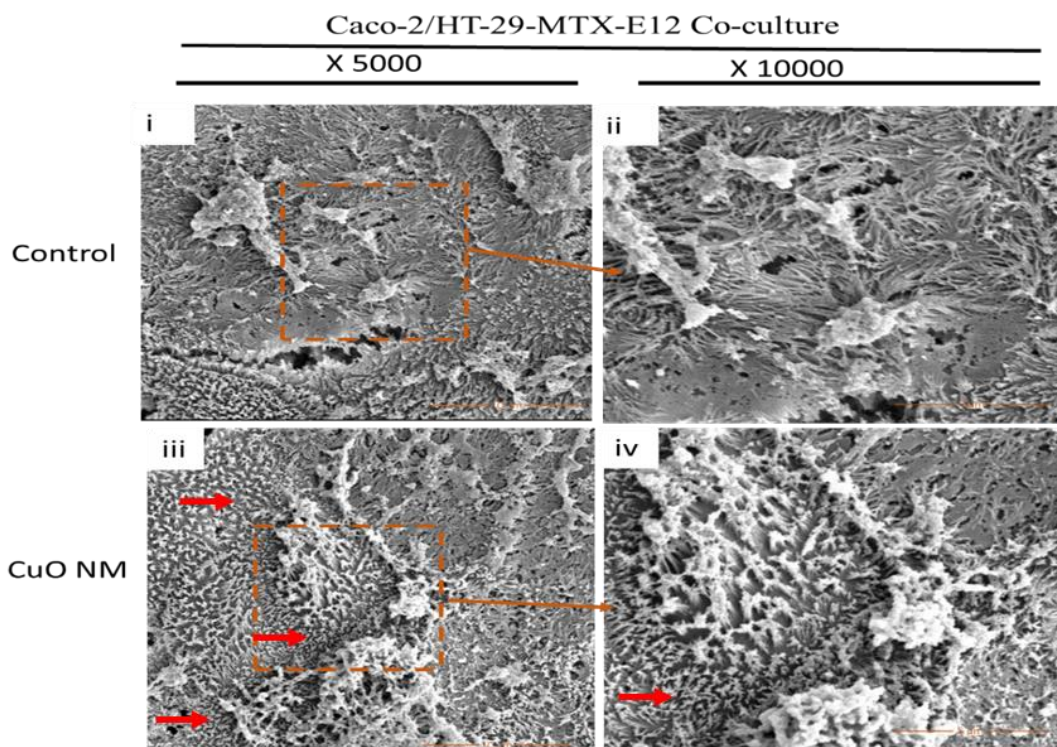 Caco-2/HT-29-MTX-E12 Co-culture
X 5000
X 10000
i
ii
Control
iii
iv
CuO NM